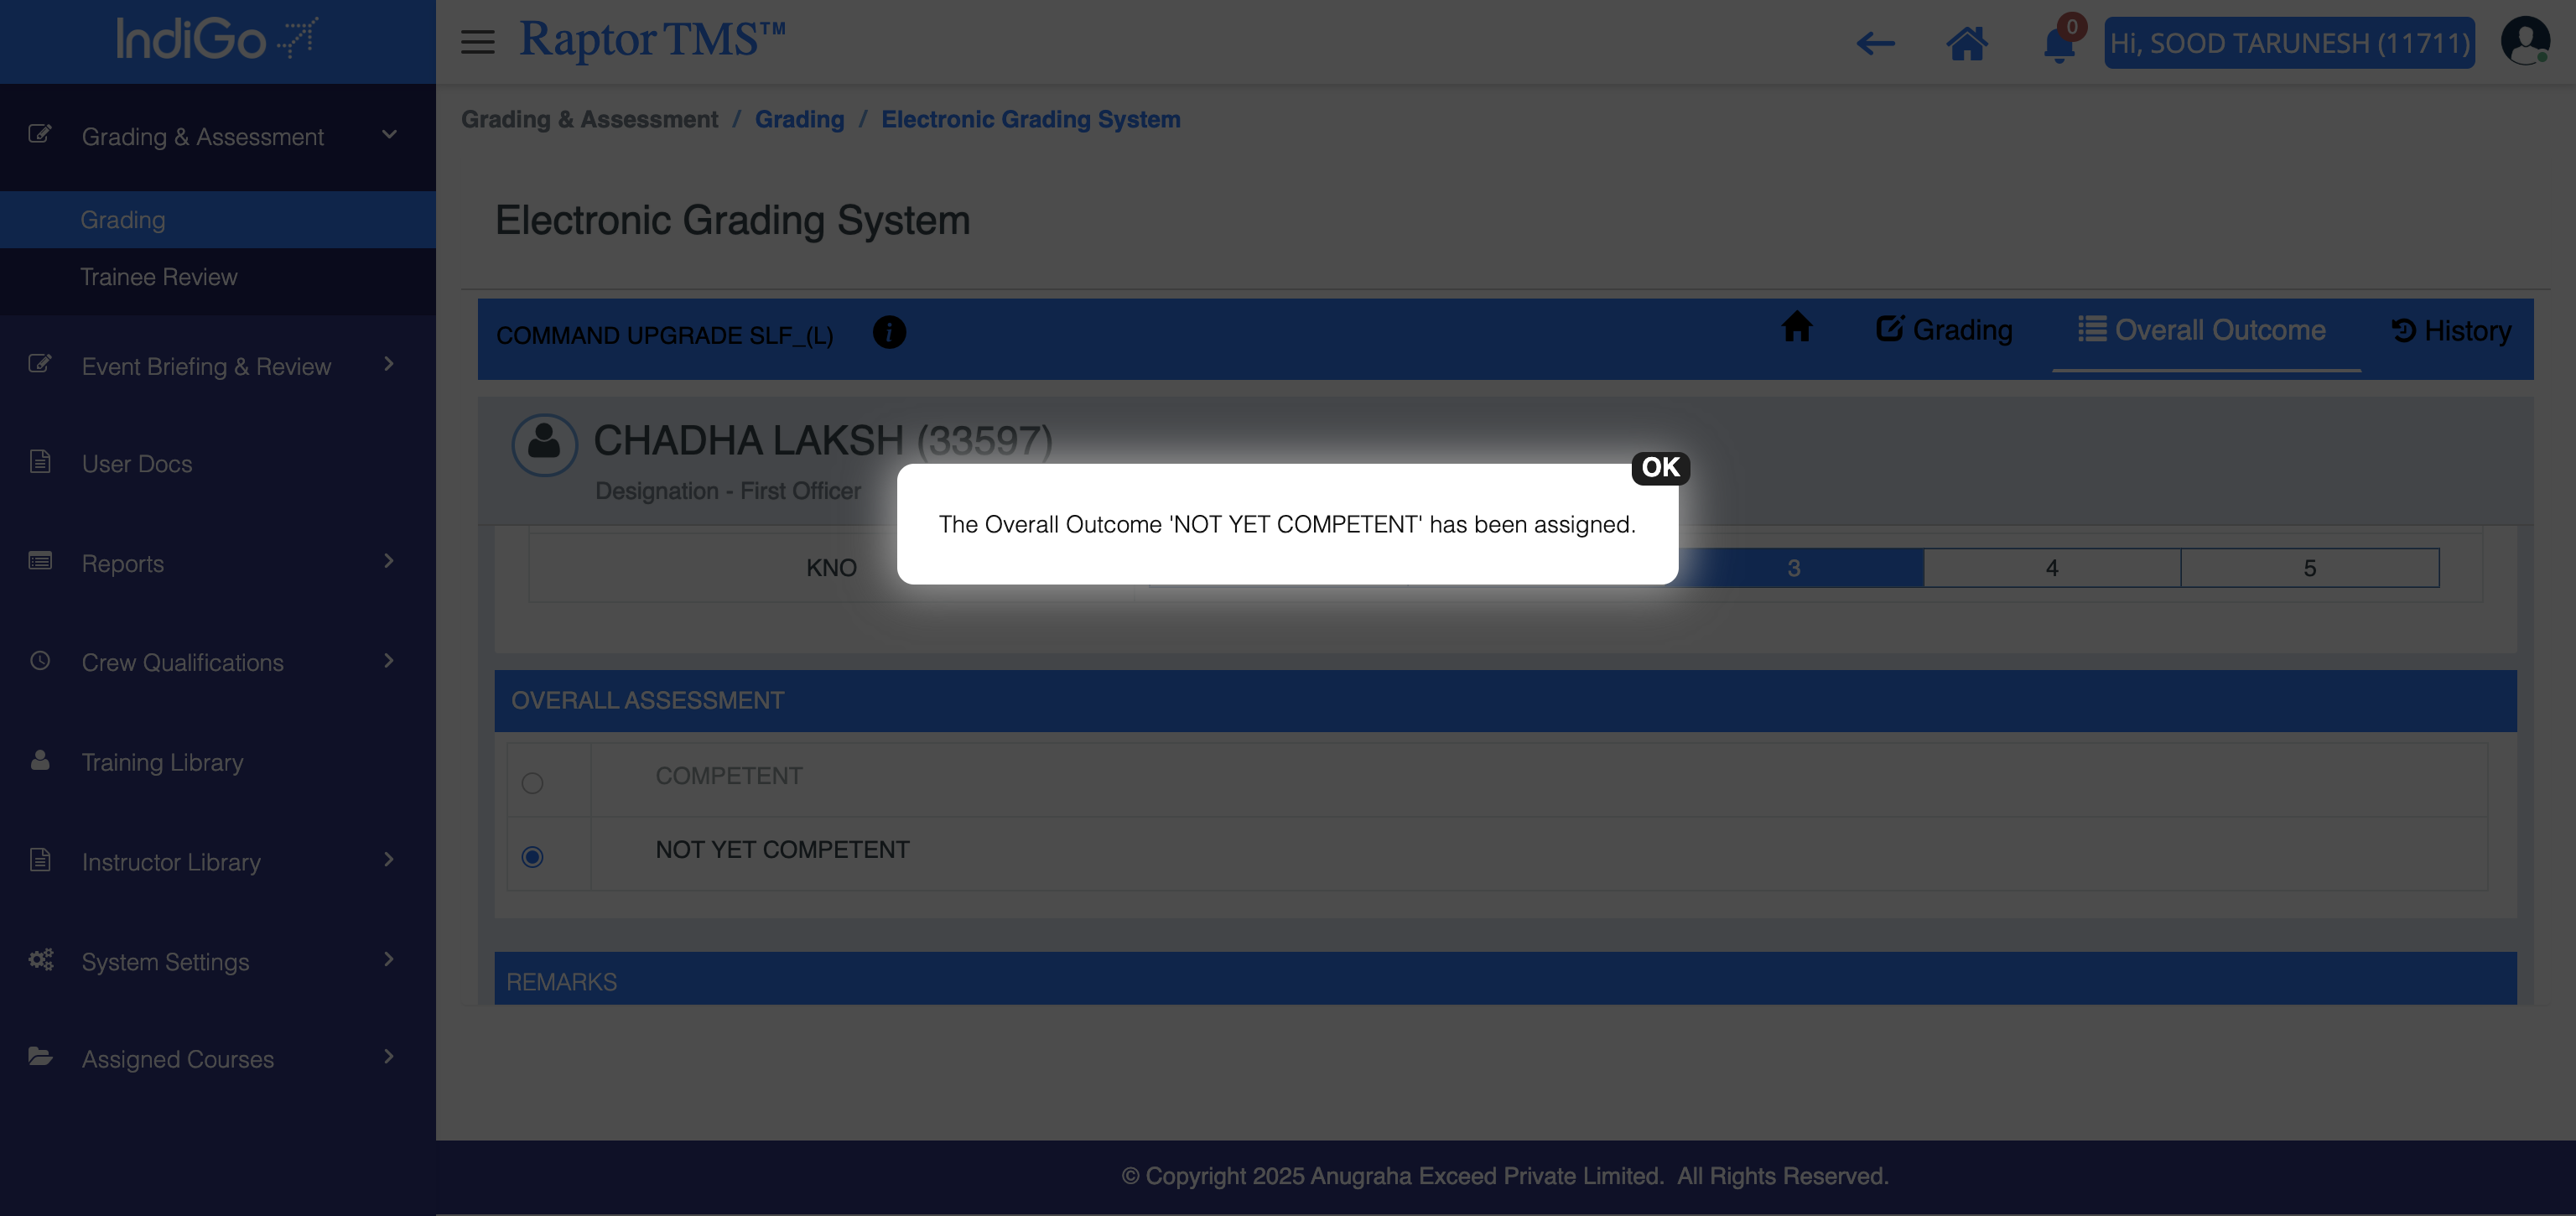 IndiGo
Raptor TMS™
0
Hi, SOOD TARUNESH (11711)
Grading & Assessment
Grading
Trainee Review
Event Briefing & Review
User Docs
Reports
Crew Qualifications
Training Library
Instructor Library
System Settings
Assigned Courses
Grading & Assessment / Grading / Electronic Grading System
Electronic Grading System
COMMAND UPGRADE SLF_(L)
i
Grading
Overall Outcome
History
CHADHA LAKSH (33597)
Designation - First Officer
OK
The Overall Outcome 'NOT YET COMPETENT' has been assigned.
KNO
3
4
5
OVERALL ASSESSMENT
COMPETENT
NOT YET COMPETENT
REMARKS
© Copyright 2025 Anugraha Exceed Private Limited. All Rights Reserved.